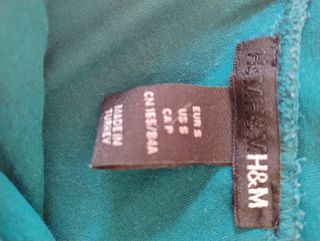 H&M H&M H&M
EUR S
US S
CA P
CN 165/84A
MADE IN
TURKEY